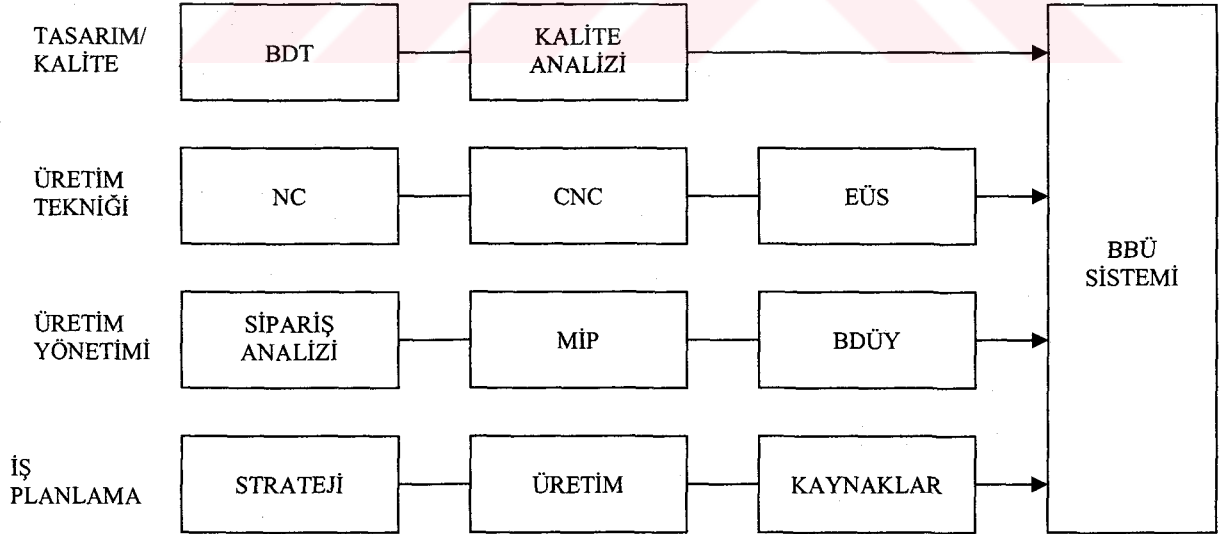 TASARIM/
KALİTE
BDT
KALİTE
ANALİZİ
ÜRETİM
TEKNİĞİ
NC
CNC
EÜS
BBÜ
SİSTEMİ
ÜRETİM
YÖNETİMİ
SİPARİŞ
ANALİZİ
MİP
BDÜY
İŞ
PLANLAMA
STRATEJİ
ÜRETİM
KAYNAKLAR